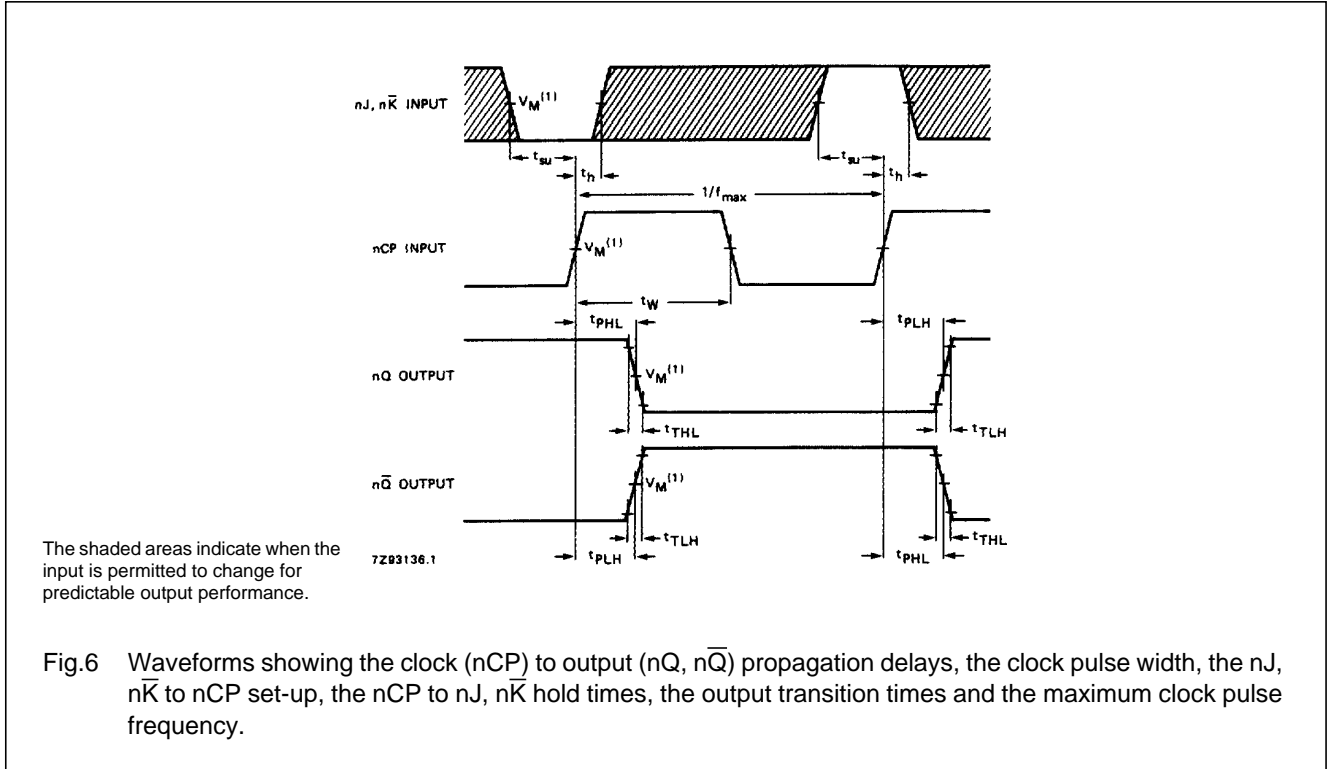 nJ, nK̅ INPUT
V_M(1)
t_su
t_h
t_su
t_h
1/f_max
nCP INPUT
V_M(1)
t_W
t_PHL
t_PLH
nQ OUTPUT
V_M(1)
t_THL
t_TLH
nQ̅ OUTPUT
V_M(1)
t_TLH
t_THL
7Z93136.1
t_PLH
t_PHL
The shaded areas indicate when the
input is permitted to change for
predictable output performance.
Fig.6 Waveforms showing the clock (nCP) to output (nQ, nQ̅) propagation delays, the clock pulse width, the nJ,
nK̅ to nCP set-up, the nCP to nJ, nK̅ hold times, the output transition times and the maximum clock pulse
frequency.